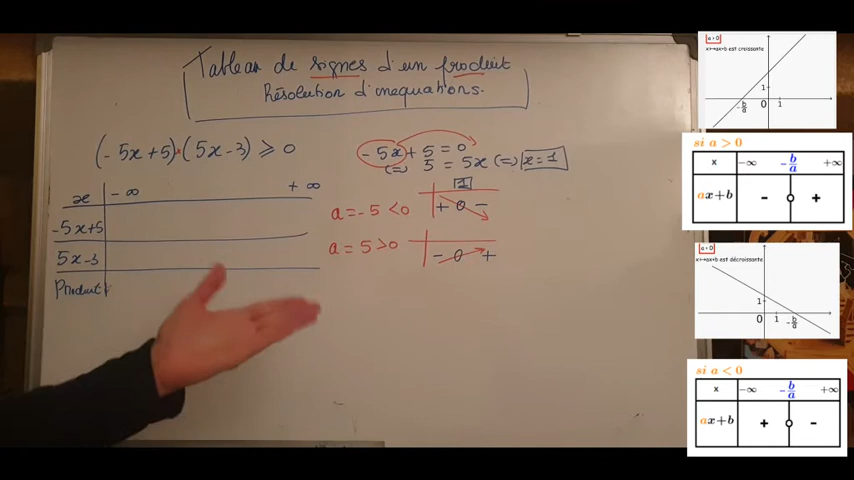 Tableau de signes d'un produit
Résolution d'inequations.
(-5x+5)×(5x-3) ⩾ 0
x -∞ +∞
-5x+5
5x-3
Produit
-5x+5=0
(=) 5 = 5x (=) x=1
a=-5<0
1
+ 0 -
a=5>0
- 0 +
a>0
x↦ax+b est croissante
1
-b/a 0 1
si a > 0
x -∞ -b/a +∞
ax+b - +
a<0
x↦ax+b est décroissante
1
0 1 -b/a
si a < 0
x -∞ -b/a +∞
ax+b + -